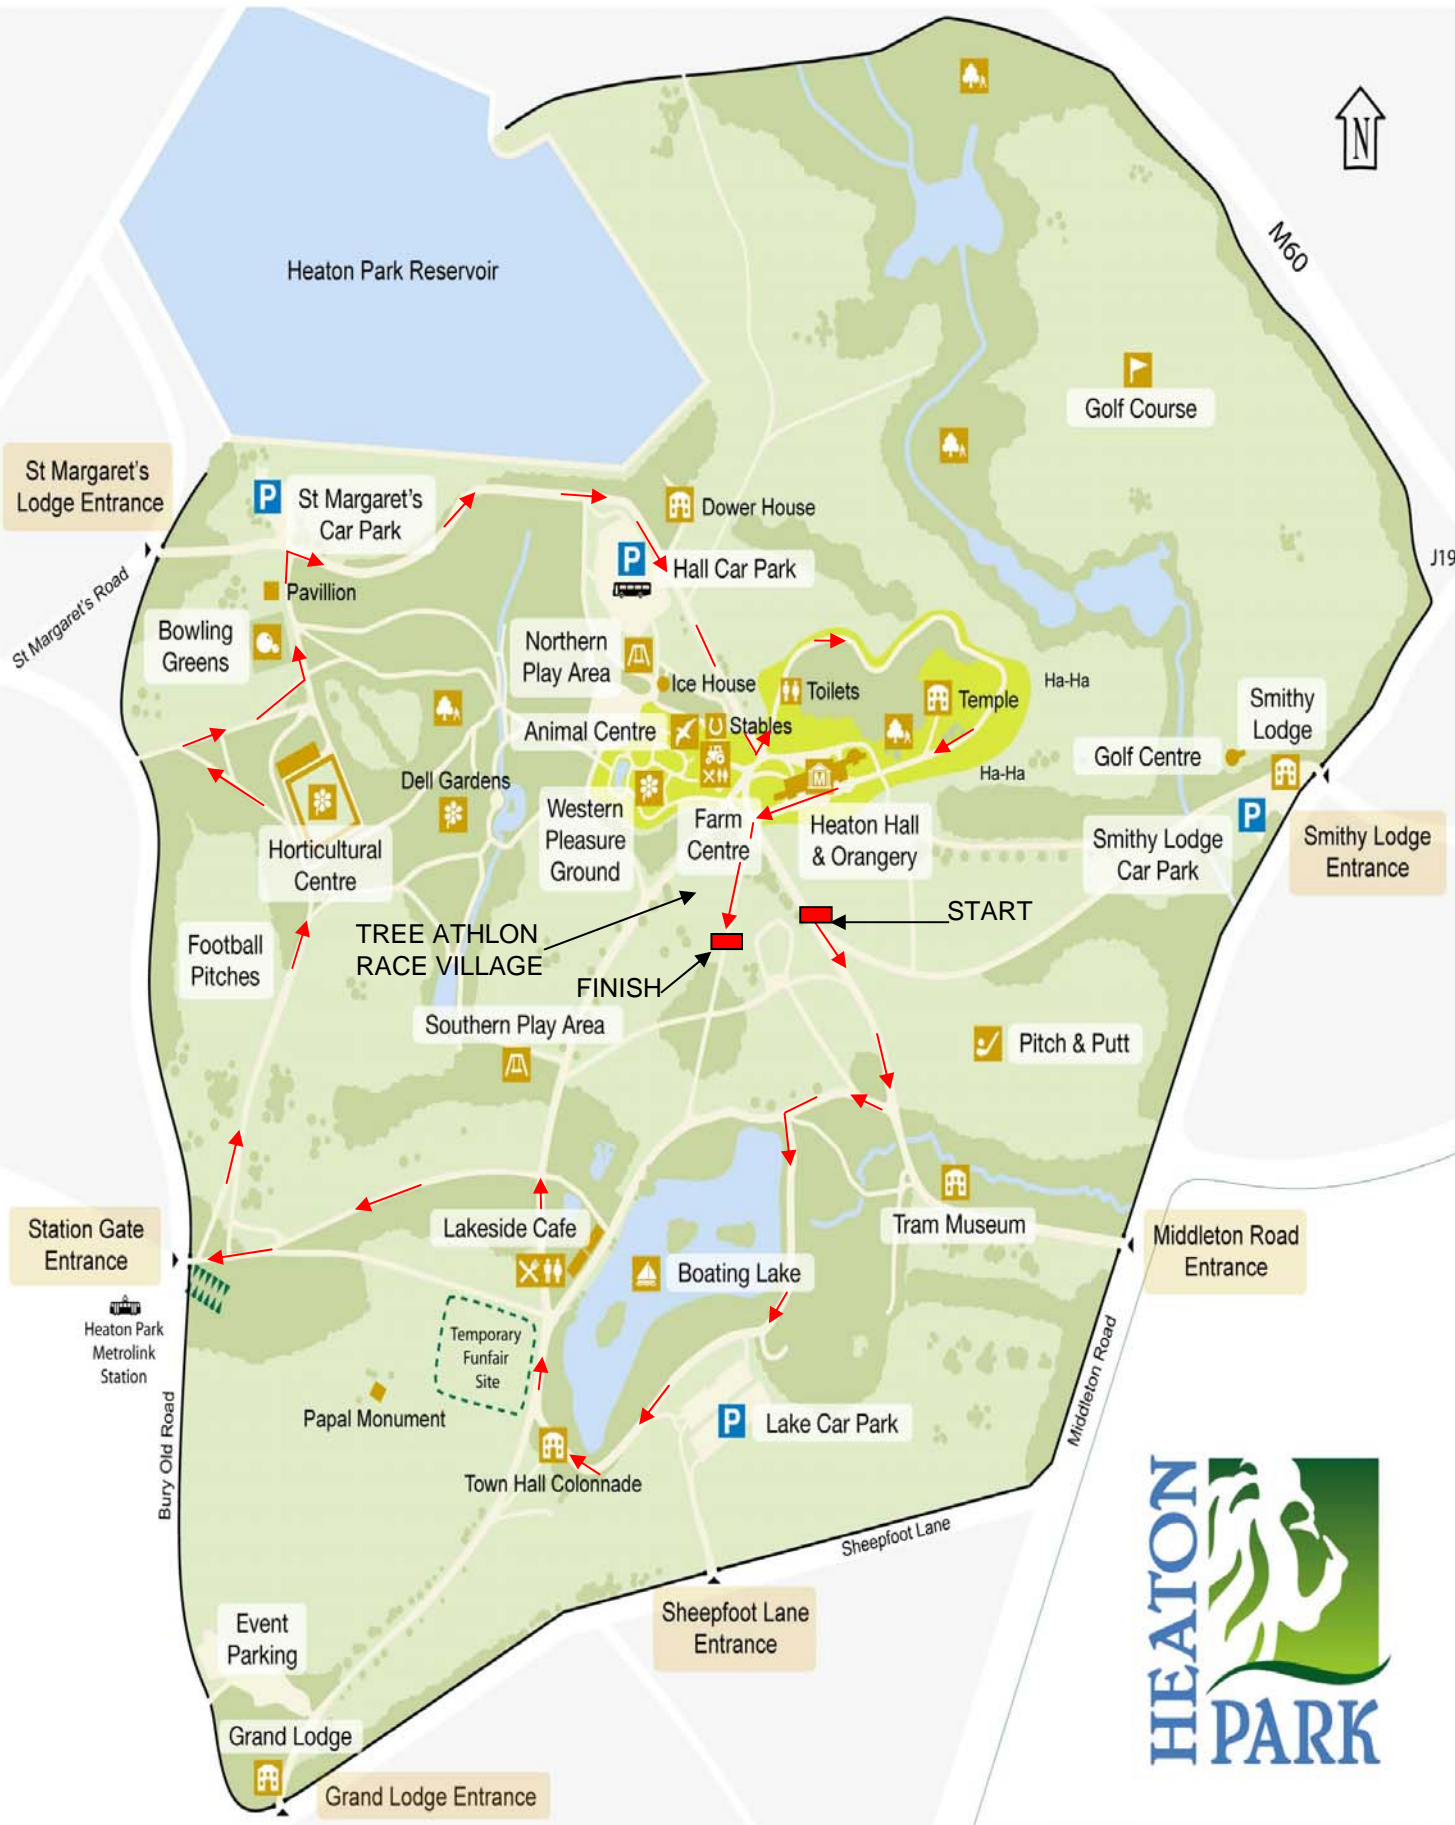 N
M60
Heaton Park Reservoir
Golf Course
St Margaret's
Lodge Entrance
P
St Margaret's
Car Park
Dower House
J19
P
Hall Car Park
St Margaret's Road
Pavillion
Bowling
Greens
Northern
Play Area
Ice House
Toilets
Temple
Ha-Ha
Smithy
Lodge
Animal Centre
Stables
Golf Centre
Ha-Ha
M
Dell Gardens
Western
Pleasure
Ground
Farm
Centre
Heaton Hall
& Orangery
P
Smithy Lodge
Car Park
Smithy Lodge
Entrance
Horticultural
Centre
START
TREE ATHLON
RACE VILLAGE
Football
Pitches
FINISH
Southern Play Area
Pitch & Putt
Station Gate
Entrance
Lakeside Cafe
Tram Museum
Middleton Road
Entrance
Boating Lake
Heaton Park
Metrolink
Station
Temporary
Funfair
Site
Middleton Road
Bury Old Road
Papal Monument
P
Lake Car Park
Town Hall Colonnade
Sheepfoot Lane
Sheepfoot Lane
Entrance
Event
Parking
Grand Lodge
Grand Lodge Entrance
HEATON
PARK